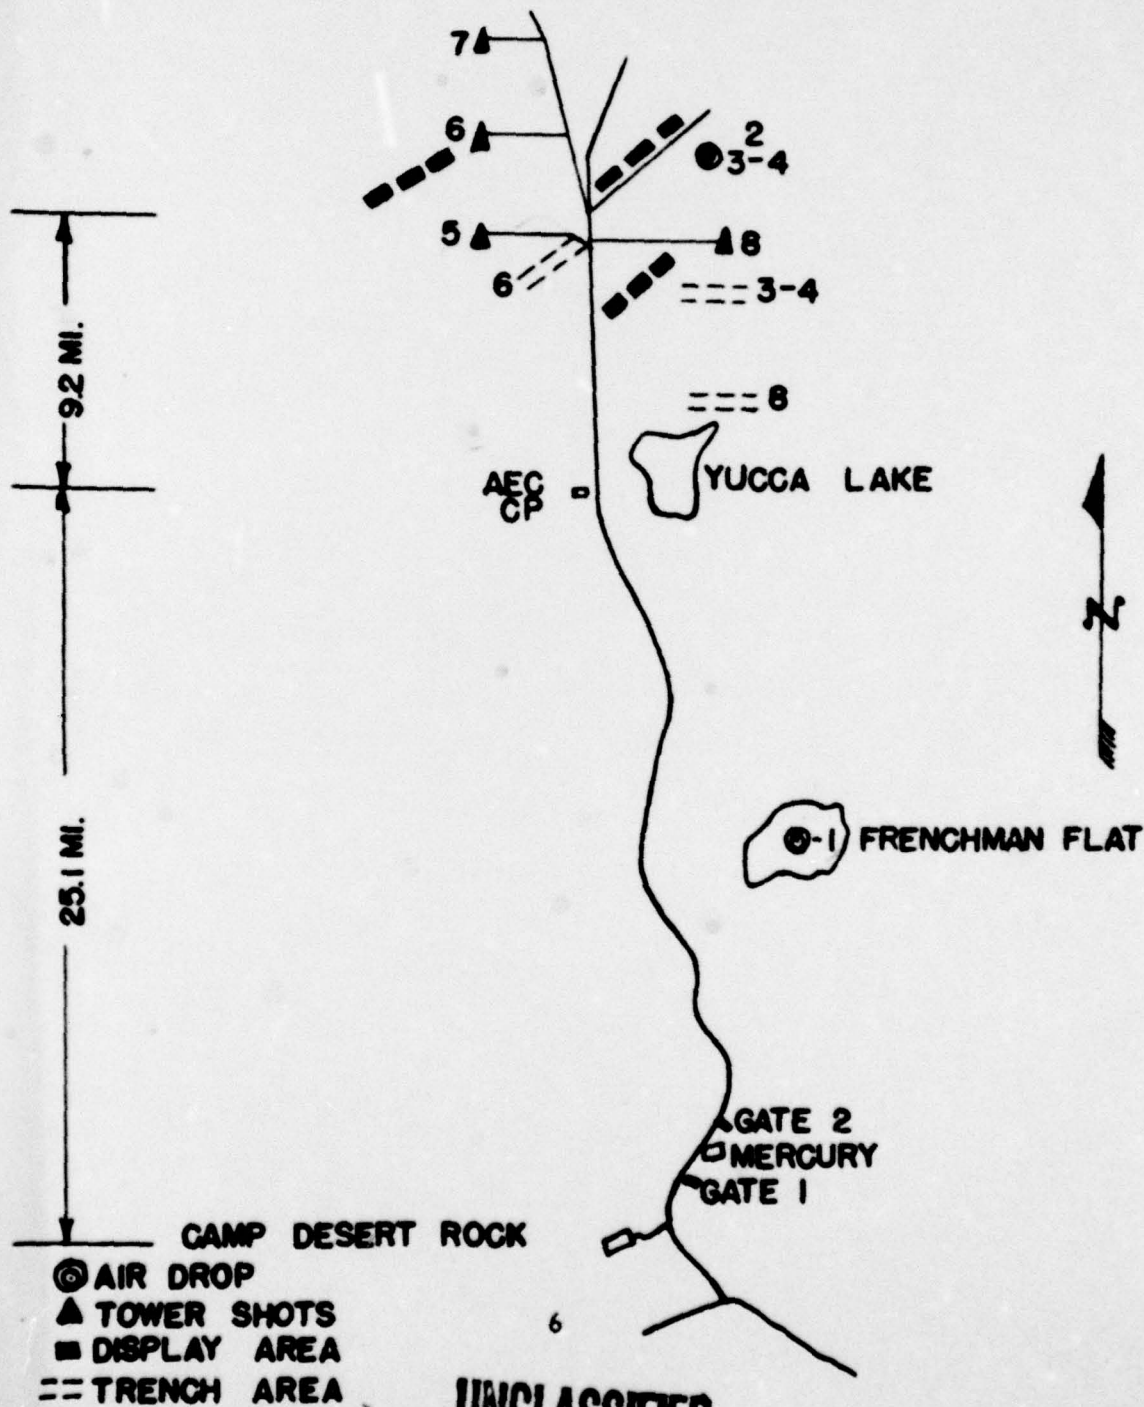 7
6
2
3-4
5
8
6
3-4
9.2 MI.
8
YUCCA LAKE
AEC
CP
N
25.1 MI.
-1 FRENCHMAN FLAT
GATE 2
MERCURY
GATE 1
CAMP DESERT ROCK
AIR DROP
TOWER SHOTS
DISPLAY AREA
TRENCH AREA
6
UNCLASSIFIED